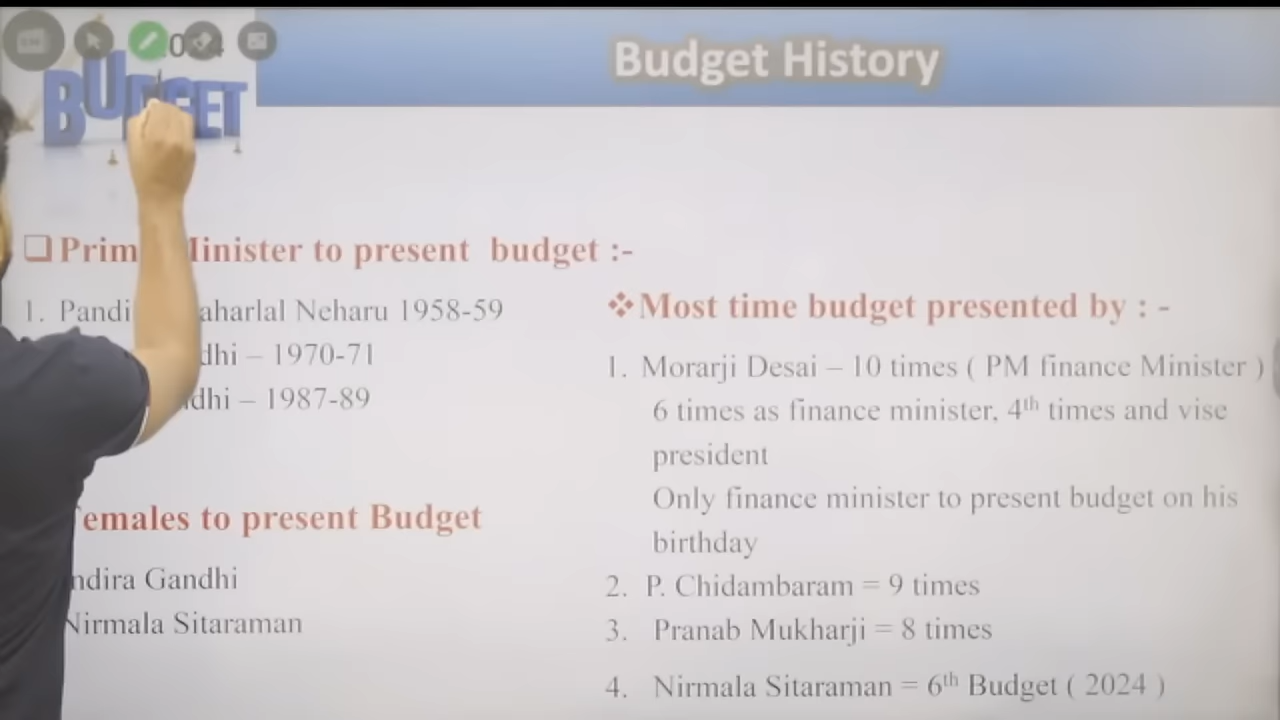 Budget History
BUDGET
Prim inister to present budget :-
1. Pandi aharlal Neharu 1958-59
dhi – 1970-71
dhi – 1987-89
emales to present Budget
ndira Gandhi
Nirmala Sitaraman
Most time budget presented by : -
1. Morarji Desai – 10 times ( PM finance Minister )
6 times as finance minister, 4th times and vise
president
Only finance minister to present budget on his
birthday
2. P. Chidambaram = 9 times
3. Pranab Mukharji = 8 times
4. Nirmala Sitaraman = 6th Budget ( 2024 )